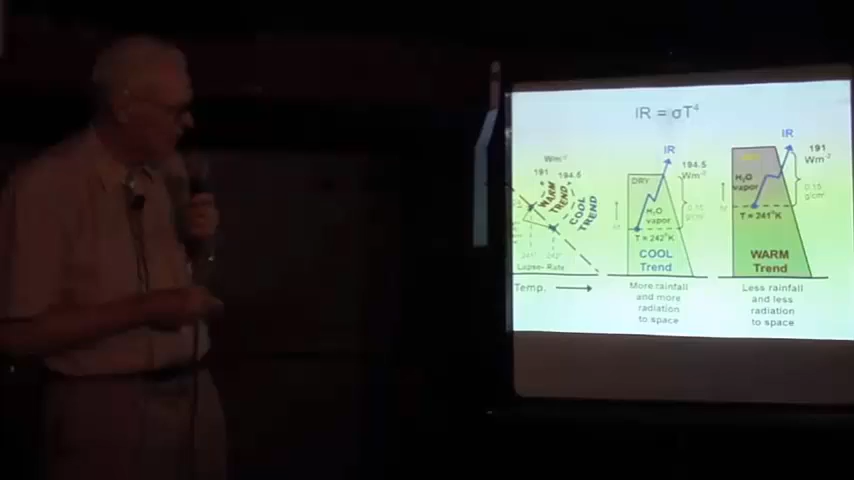 IR = σT⁴
Wm⁻²
191
194.5
WARM
TREND
COOL
TREND
241°
242°
Lapse-Rate
Temp.
IR
194.5
Wm⁻²
DRY
H₂O
vapor
0.15
g/cm²
T = 242°K
COOL
Trend
More rainfall
and more
radiation
to space
IR
191
Wm⁻²
H₂O
vapor
0.15
g/cm²
T = 241°K
WARM
Trend
Less rainfall
and less
radiation
to space